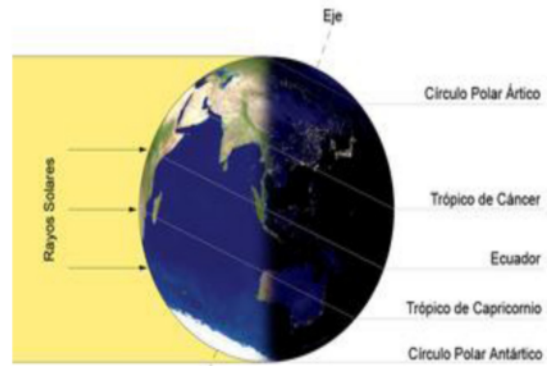 Eje
Círculo Polar Ártico
Rayos Solares
Trópico de Cáncer
Ecuador
Trópico de Capricornio
Círculo Polar Antártico